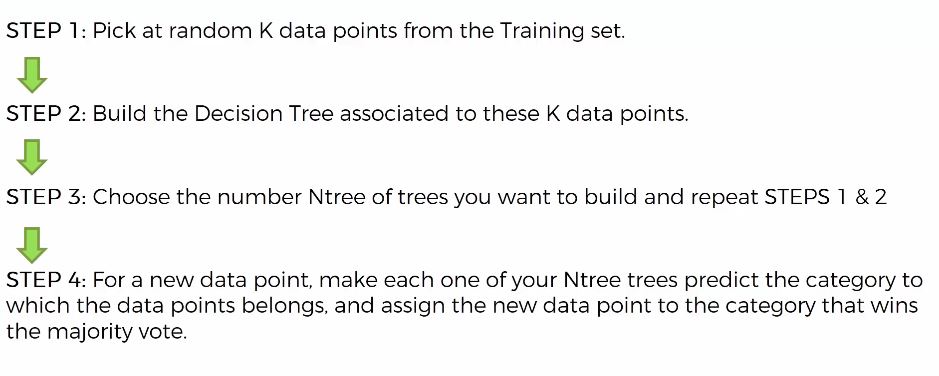 STEP 1: Pick at random K data points from the Training set.
STEP 2: Build the Decision Tree associated to these K data points.
STEP 3: Choose the number Ntree of trees you want to build and repeat STEPS 1 & 2
STEP 4: For a new data point, make each one of your Ntree trees predict the category to
which the data points belongs, and assign the new data point to the category that wins
the majority vote.